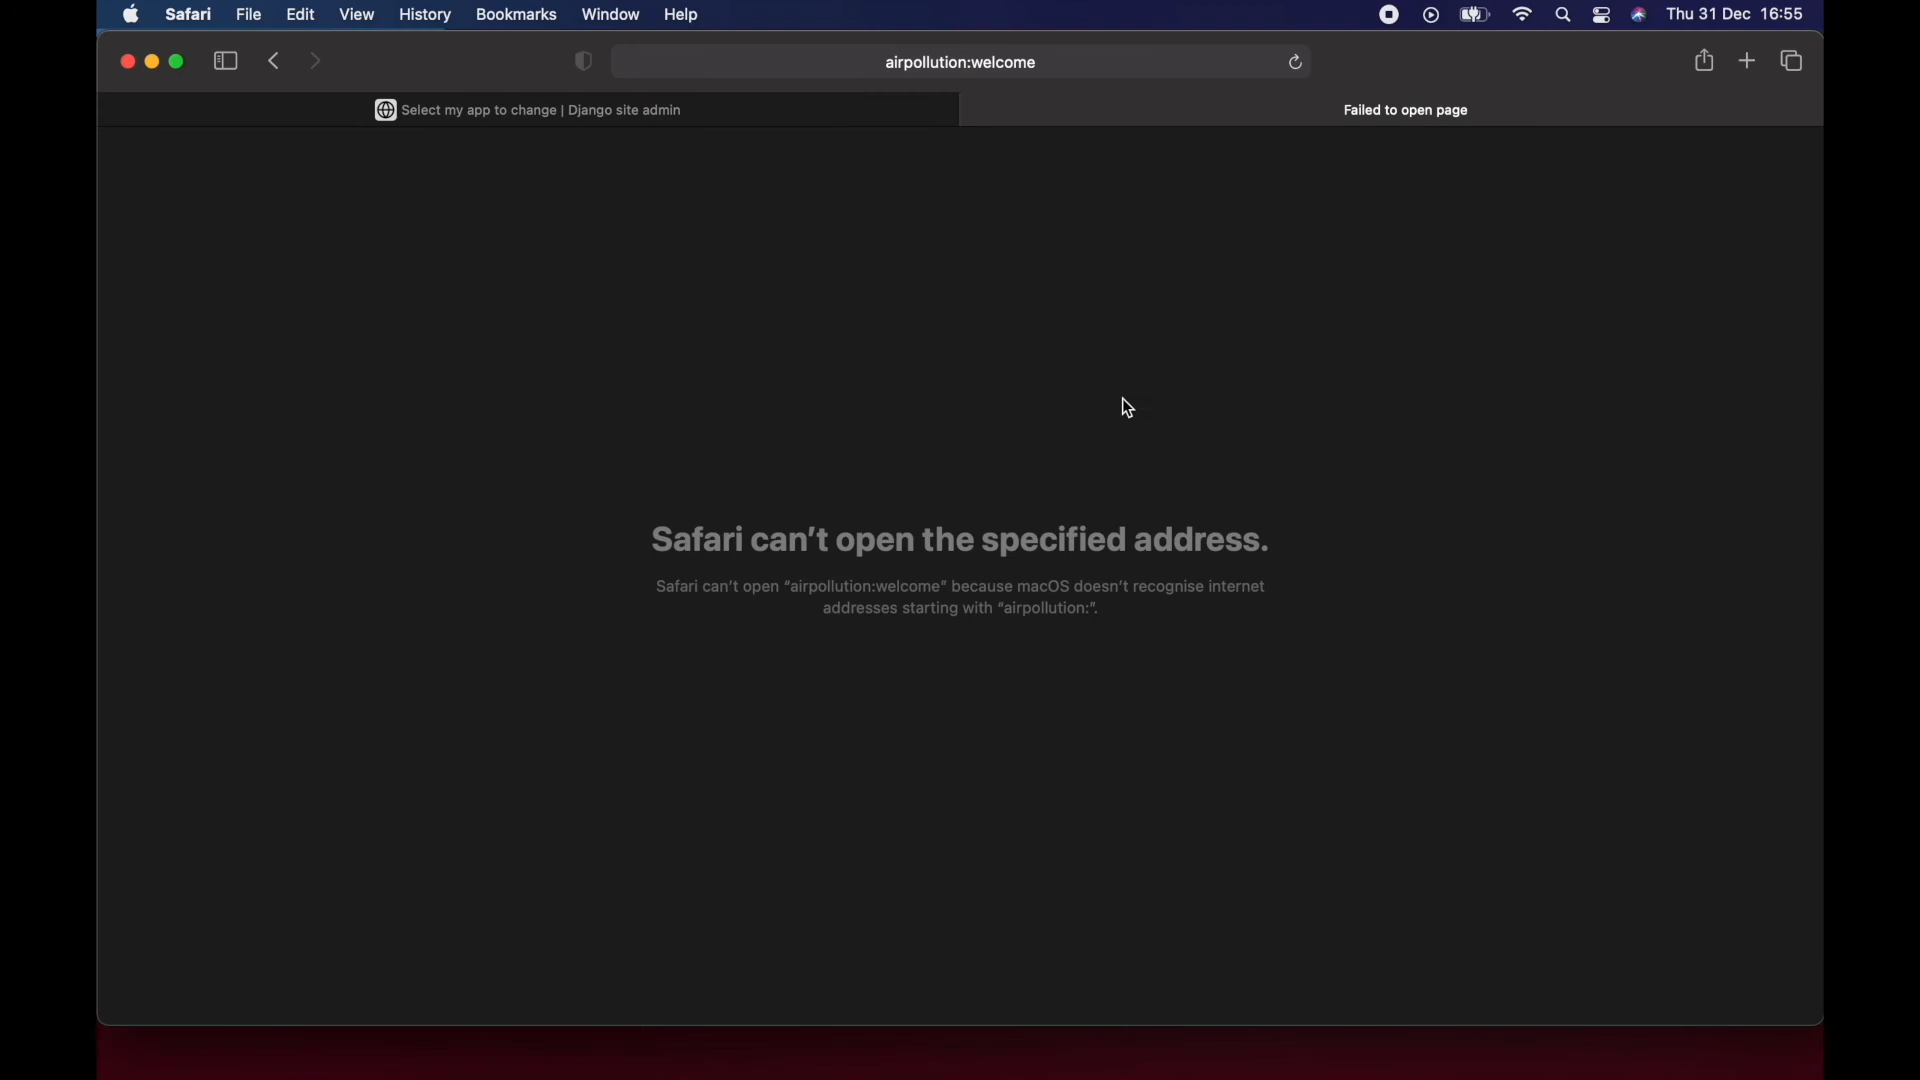 Safari File Edit View History Bookmarks Window Help Thu 31 Dec 16:55
airpollution:welcome
Select my app to change | Django site admin
Failed to open page
Safari can’t open the specified address.
Safari can’t open “airpollution:welcome” because macOS doesn’t recognise internet
addresses starting with “airpollution:”.